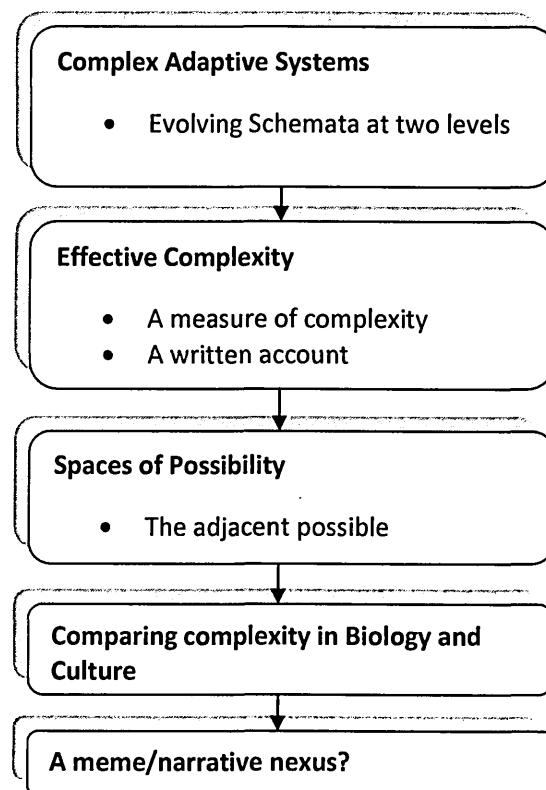 Complex Adaptive Systems
• Evolving Schemata at two levels
Effective Complexity
• A measure of complexity
• A written account
Spaces of Possibility
• The adjacent possible
Comparing complexity in Biology and
Culture
A meme/narrative nexus?